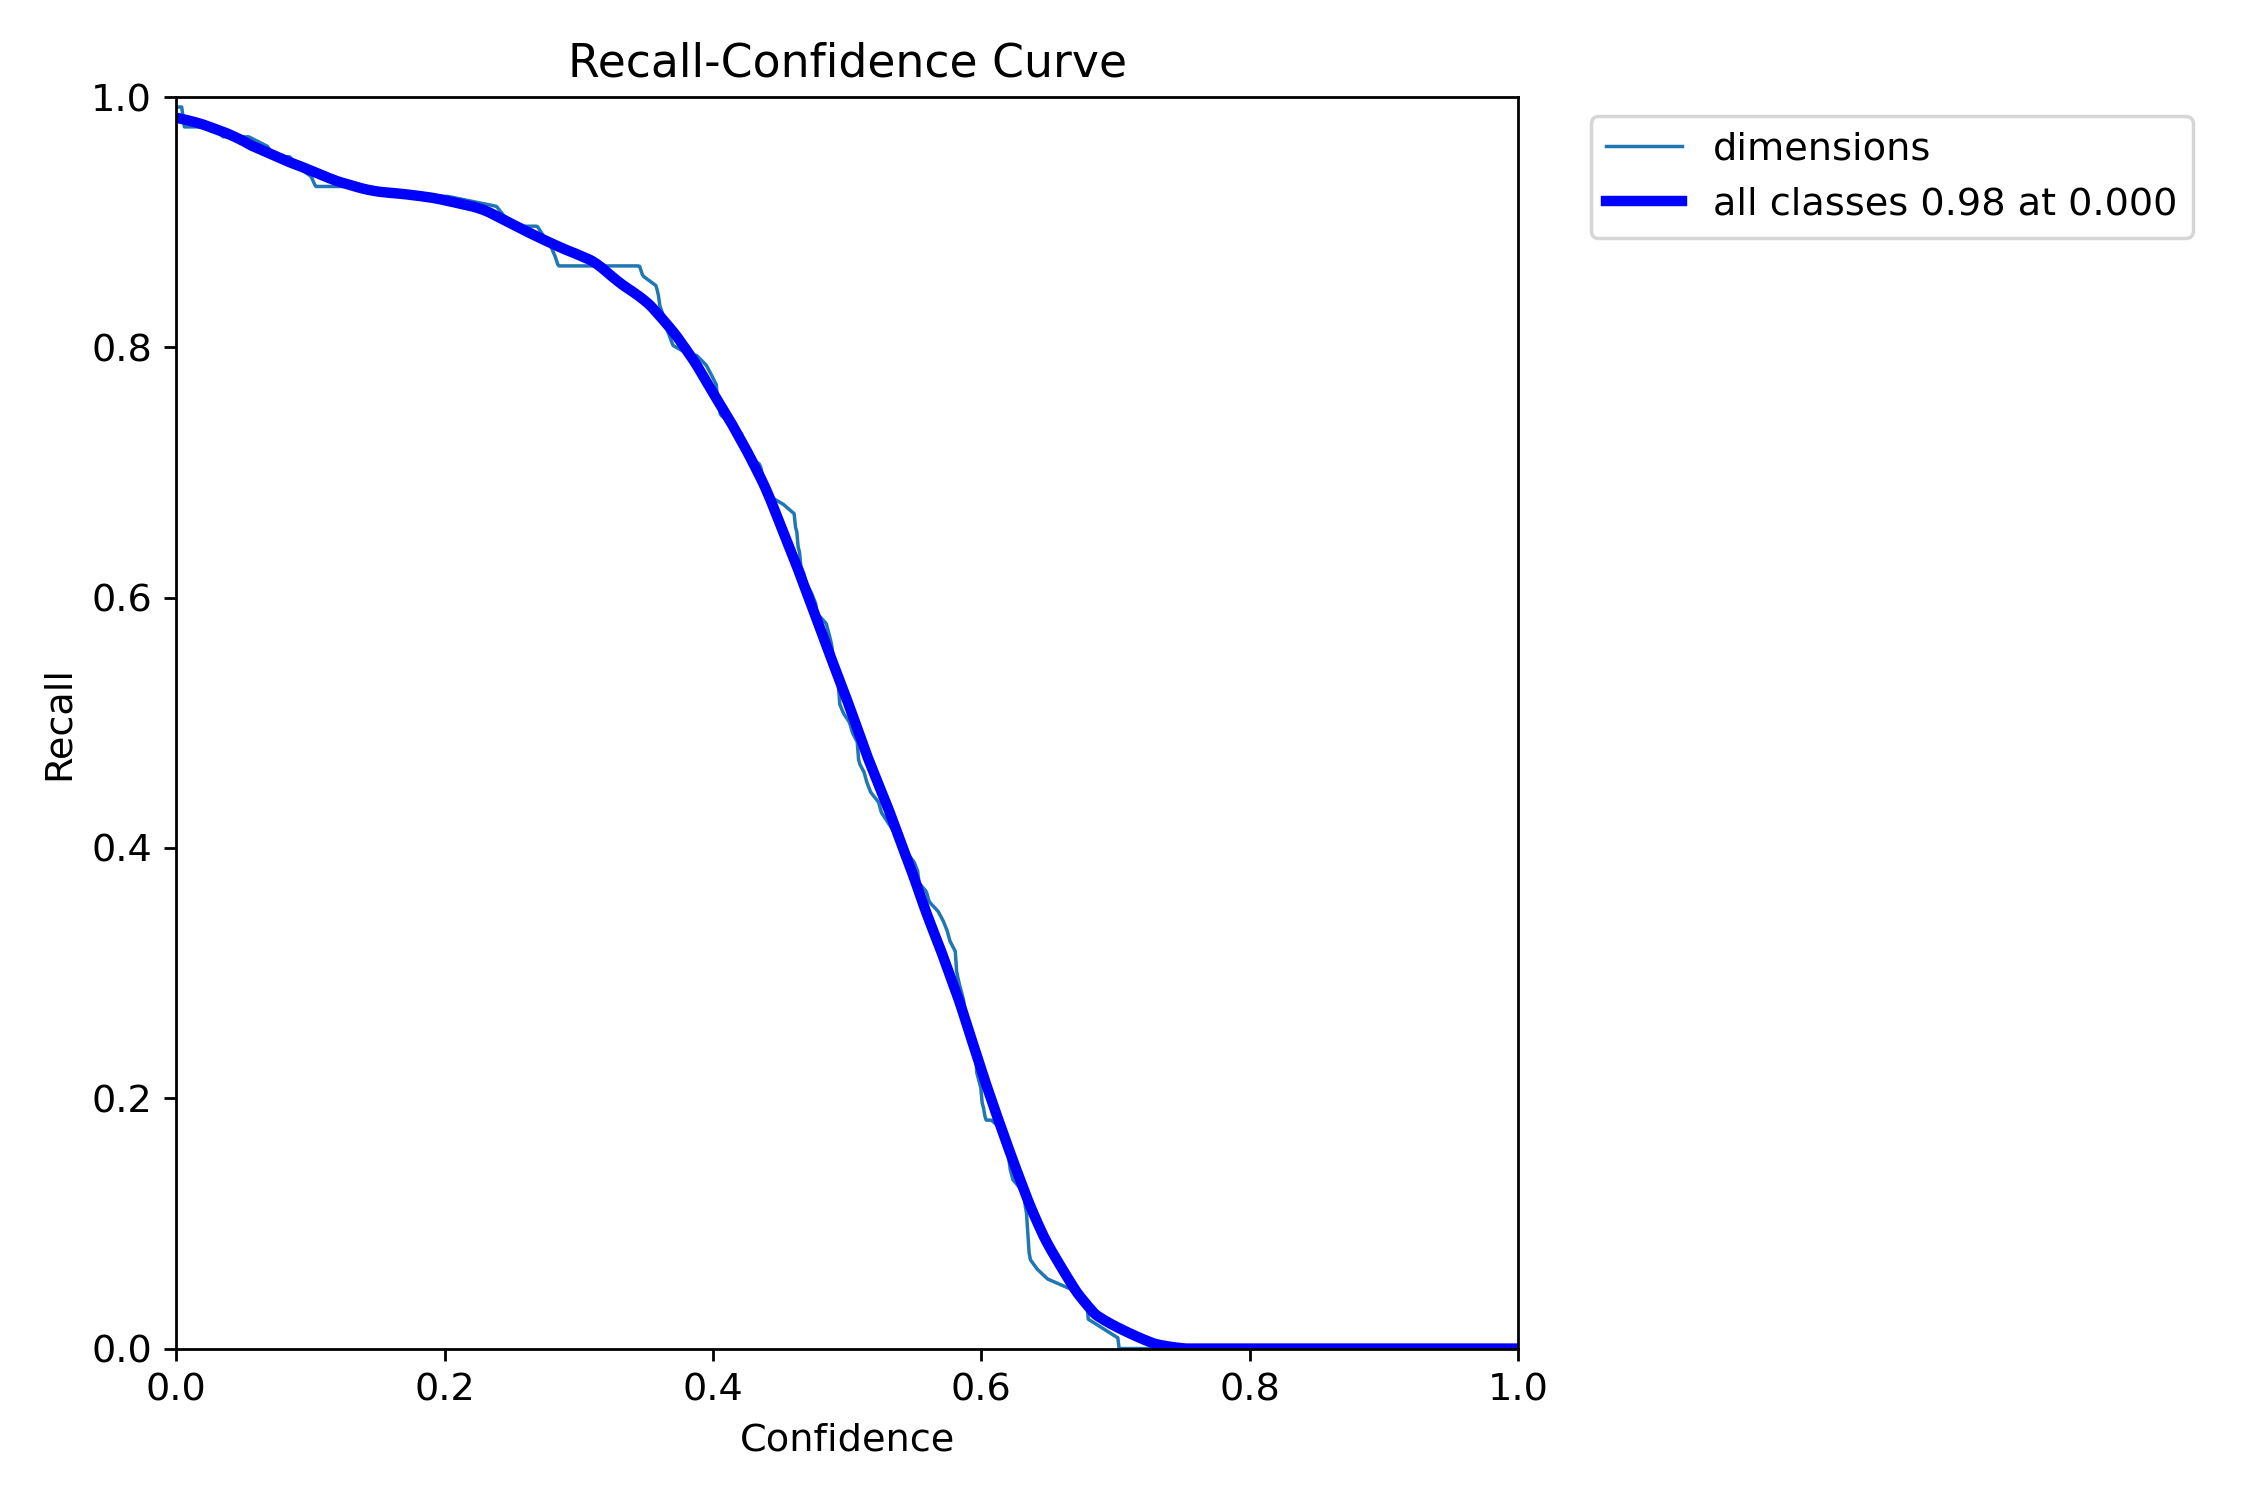 Recall-Confidence Curve
1.0
0.8
0.6
0.4
0.2
0.0
Recall
0.0 0.2 0.4 0.6 0.8 1.0
Confidence
dimensions
all classes 0.98 at 0.000